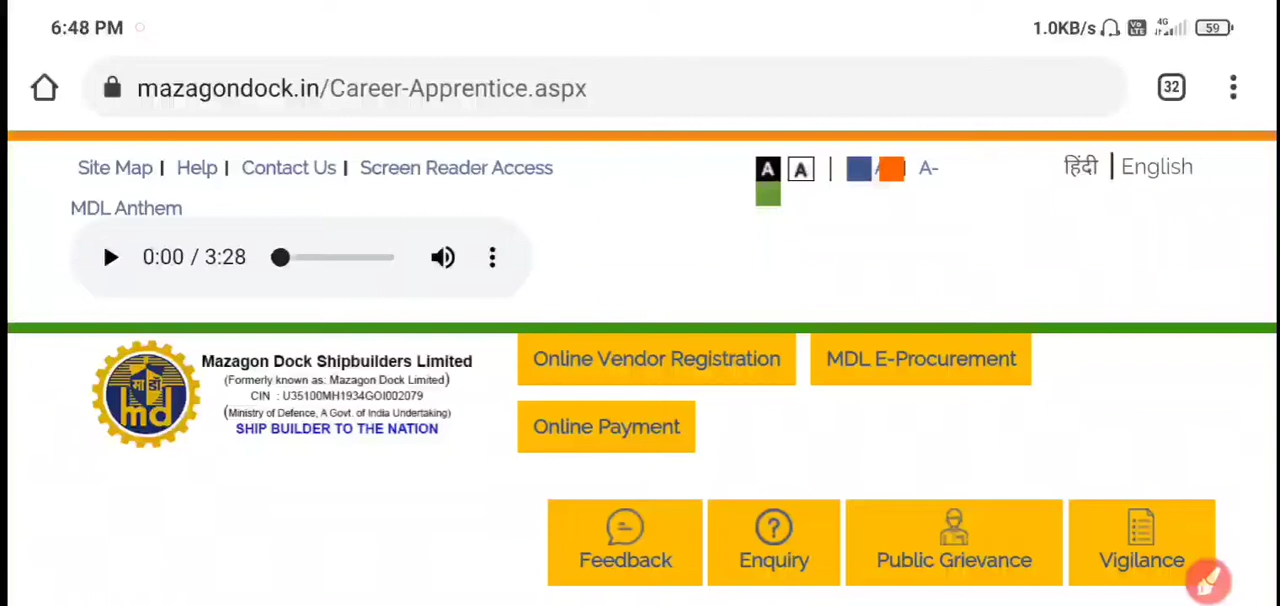 6:48 PM 1.0KB/s 4G 59
mazagondock.in/Career-Apprentice.aspx 32
Site Map | Help | Contact Us | Screen Reader Access A A | A- हिंदी | English
MDL Anthem
0:00 / 3:28
Mazagon Dock Shipbuilders Limited
(Formerly known as: Mazagon Dock Limited)
CIN : U35100MH1934GOI002079
(Ministry of Defence, A Govt. of India Undertaking)
SHIP BUILDER TO THE NATION
माडॉ
md
Online Vendor Registration MDL E-Procurement
Online Payment
Feedback Enquiry Public Grievance Vigilance